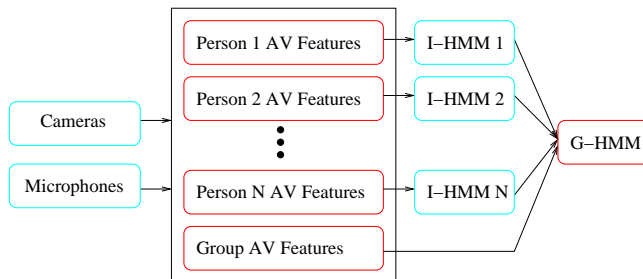 Person 1 AV Features
I–HMM 1
Person 2 AV Features
I–HMM 2
Cameras
G–HMM
Microphones
Person N AV Features
I–HMM N
Group AV Features